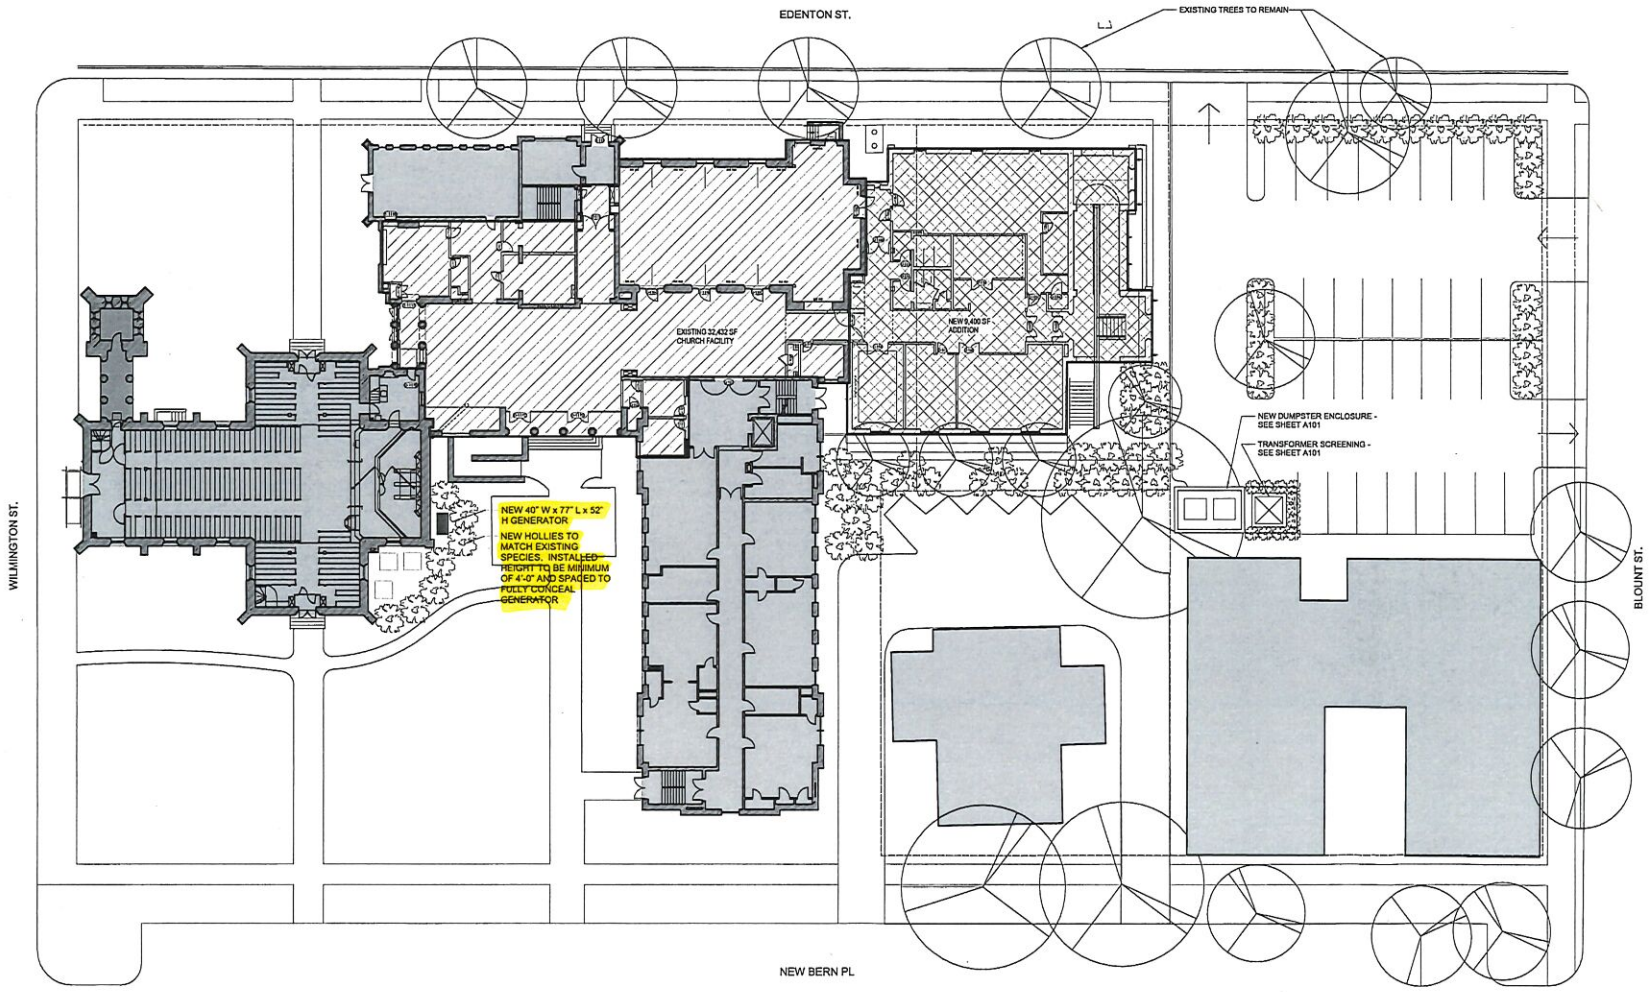 EDENTON ST.
EXISTING TREES TO REMAIN
EXISTING 32,432 SF
CHURCH FACILITY
NEW 9,400 SF
ADDITION
NEW DUMPSTER ENCLOSURE -
SEE SHEET A101
TRANSFORMER SCREENING -
SEE SHEET A101
NEW 40" W x 77" L x 52"
H GENERATOR
NEW HOLLIES TO
MATCH EXISTING
SPECIES. INSTALLED
HEIGHT TO BE MINIMUM
OF 4'-0" AND SPACED TO
FULLY CONCEAL
GENERATOR
WILMINGTON ST.
BLOUNT ST.
NEW BERN PL